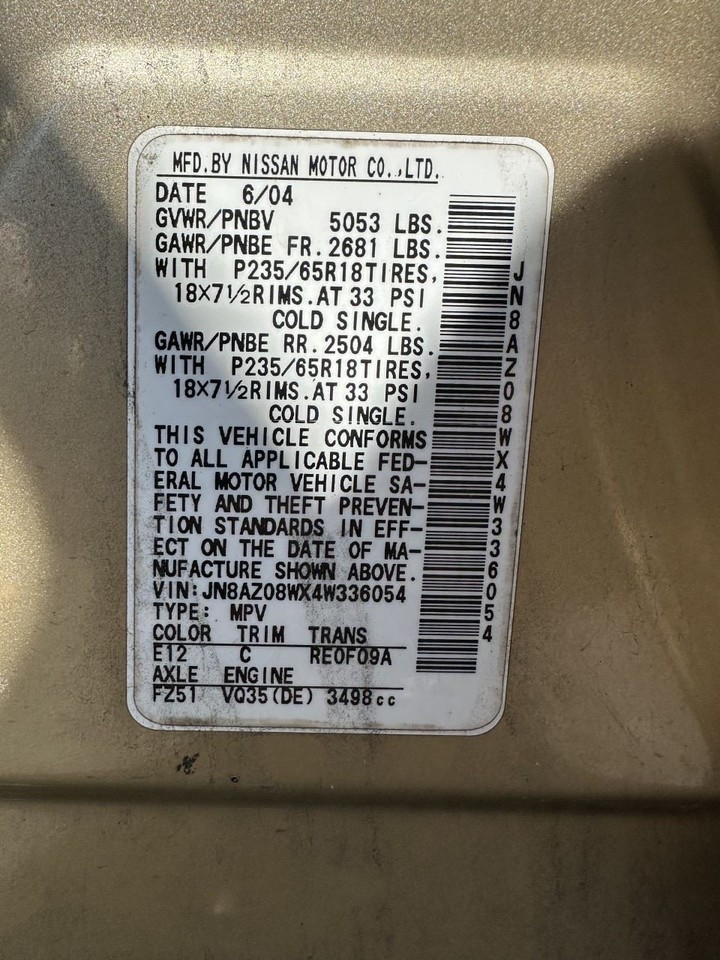 MFD.BY NISSAN MOTOR CO.,LTD.
DATE 6/04
GVWR/PNBV 5053 LBS.
GAWR/PNBE FR.2681 LBS.
WITH P235/65R18TIRES,
18X7½RIMS.AT 33 PSI
COLD SINGLE.
GAWR/PNBE RR.2504 LBS.
WITH P235/65R18TIRES,
18X7½RIMS.AT 33 PSI
COLD SINGLE.
THIS VEHICLE CONFORMS
TO ALL APPLICABLE FED-
ERAL MOTOR VEHICLE SA-
FETY AND THEFT PREVEN-
TION STANDARDS IN EFF-
ECT ON THE DATE OF MA-
NUFACTURE SHOWN ABOVE.
VIN:JN8AZ08WX4W336054
TYPE: MPV
COLOR TRIM TRANS
E12 C RE0F09A
AXLE ENGINE
FZ51 VQ35(DE) 3498cc
JN8AZ08WX4W336054